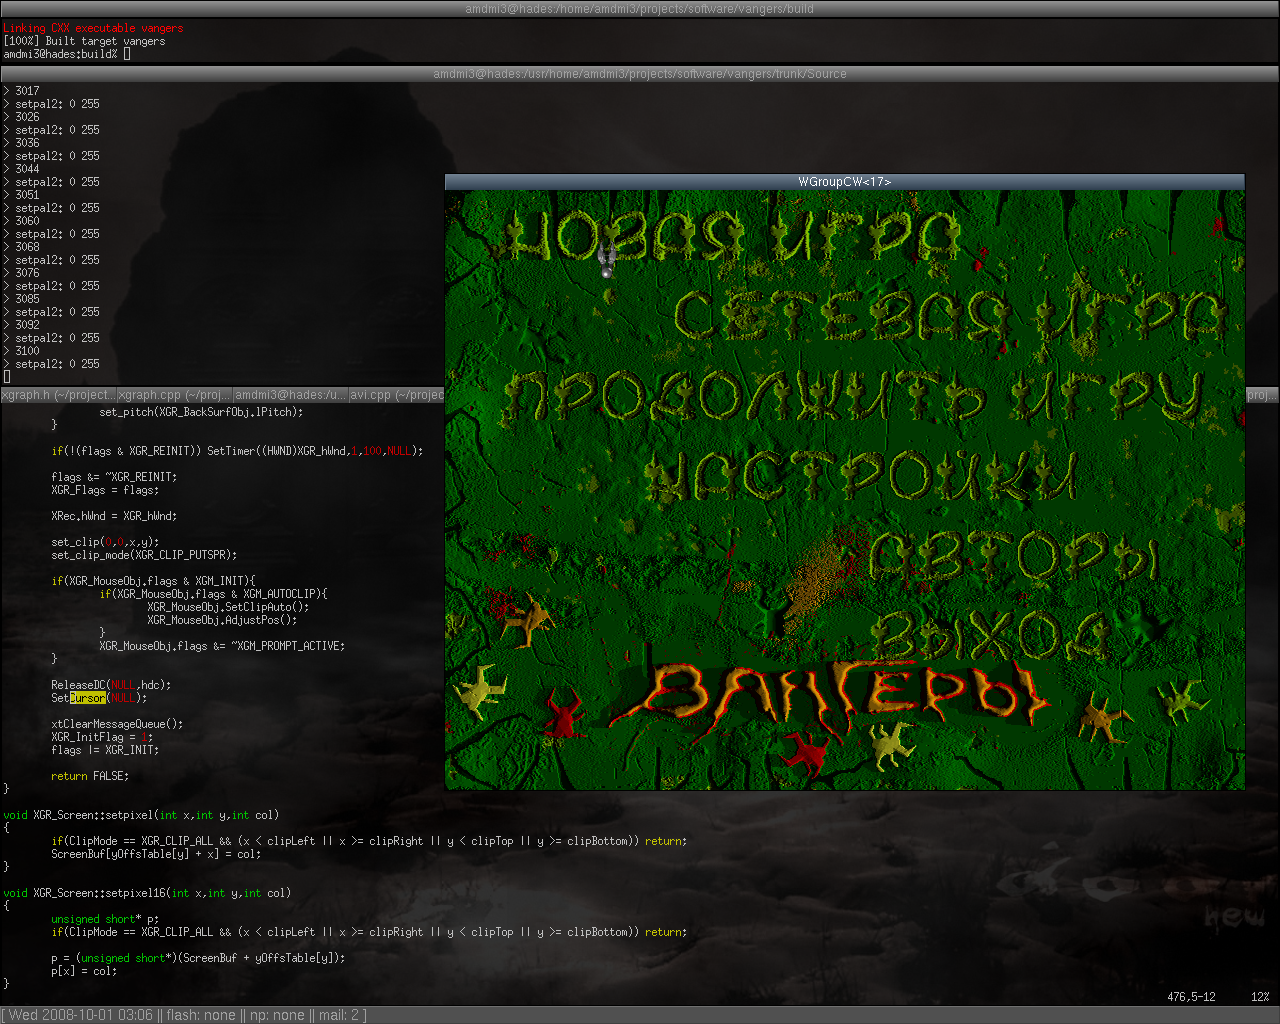 amdmi3@hades:/home/amdmi3/projects/software/vangers/build
Linking CXX executable vangers
[100%] Built target vangers
amdmi3@hades:build%
amdmi3@hades:/usr/home/amdmi3/projects/software/vangers/trunk/Source
> 3017
> setpal2: 0 255
> 3026
> setpal2: 0 255
> 3036
> setpal2: 0 255
> 3044
> setpal2: 0 255
> 3051
> setpal2: 0 255
> 3060
> setpal2: 0 255
> 3068
> setpal2: 0 255
> 3076
> setpal2: 0 255
> 3085
> setpal2: 0 255
> 3092
> setpal2: 0 255
> 3100
> setpal2: 0 255
WGroupCW<17>
НОВАЯ ИГРА
СЕТЕВАЯ ИГРА
ПРОДОЛЖИТЬ ИГРУ
НАСТРОЙКИ
АВТОРЫ
ВЫХОД
ВАНГЕРЫ
xgraph.h (~/project... xgraph.cpp (~/proj... amdmi3@hades:/u... avi.cpp (~/projec proj...
set_pitch(XGR_BackSurfObj.lPitch);
}
if(!(flags & XGR_REINIT)) SetTimer((HWND)XGR_hWnd,1,100,NULL);
flags &= ~XGR_REINIT;
XGR_Flags = flags;
XRec.hWnd = XGR_hWnd;
set_clip(0,0,x,y);
set_clip_mode(XGR_CLIP_PUTSPR);
if(XGR_MouseObj.flags & XGM_INIT){
if(XGR_MouseObj.flags & XGM_AUTOCLIP){
XGR_MouseObj.SetClipAuto();
XGR_MouseObj.AdjustPos();
}
XGR_MouseObj.flags &= ~XGM_PROMPT_ACTIVE;
}
ReleaseDC(NULL,hdc);
SetCursor(NULL);
xtClearMessageQueue();
XGR_InitFlag = 1;
flags |= XGR_INIT;
return FALSE;
}
void XGR_Screen::setpixel(int x,int y,int col)
{
if(ClipMode == XGR_CLIP_ALL && (x < clipLeft || x >= clipRight || y < clipTop || y >= clipBottom)) return;
ScreenBuf[yOffsTable[y] + x] = col;
}
void XGR_Screen::setpixel16(int x,int y,int col)
{
unsigned short* p;
if(ClipMode == XGR_CLIP_ALL && (x < clipLeft || x >= clipRight || y < clipTop || y >= clipBottom)) return;
p = (unsigned short*)(ScreenBuf + yOffsTable[y]);
p[x] = col;
}
new
476,5-12 12%
[ Wed 2008-10-01 03:06 || flash: none || np: none || mail: 2 ]